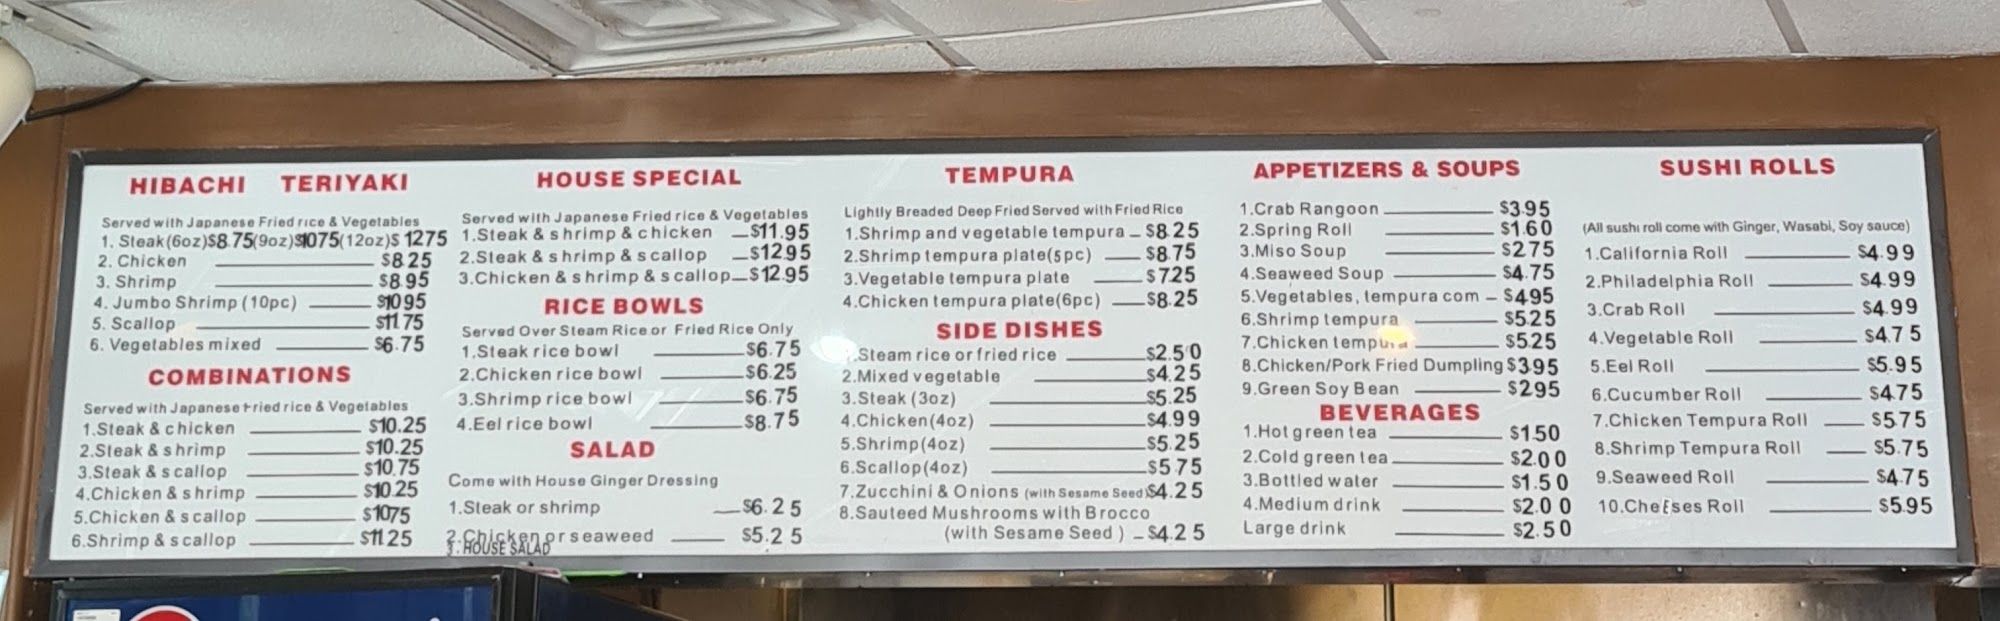 HIBACHI TERIYAKI
Served with Japanese Fried rice & Vegetables
1. Steak(6oz)$8.75(9oz)$1075(12oz)$ 1275
2. Chicken $8.25
3. Shrimp $8.95
4. Jumbo Shrimp (10pc) $1095
5. Scallop $11.75
6. Vegetables mixed $6.75
COMBINATIONS
Served with Japanese Fried rice & Vegetables
1.Steak & chicken $10.25
2.Steak & shrimp $10.25
3.Steak & scallop $10.75
4.Chicken & shrimp $10.25
5.Chicken & scallop $1075
6.Shrimp & scallop $11.25
HOUSE SPECIAL
Served with Japanese Fried rice & Vegetables
1.Steak & shrimp & chicken $11.95
2.Steak & shrimp & scallop $12.95
3.Chicken & shrimp & scallop $12.95
RICE BOWLS
Served Over Steam Rice or Fried Rice Only
1.Steak rice bowl $6.75
2.Chicken rice bowl $6.25
3.Shrimp rice bowl $6.75
4.Eel rice bowl $8.75
SALAD
Come with House Ginger Dressing
1.Steak or shrimp $6.25
2.Chicken or seaweed $5.25
3. HOUSE SALAD
TEMPURA
Lightly Breaded Deep Fried Served with Fried Rice
1.Shrimp and vegetable tempura $8.25
2.Shrimp tempura plate(5pc) $8.75
3.Vegetable tempura plate $7.25
4.Chicken tempura plate(6pc) $8.25
SIDE DISHES
1.Steam rice or fried rice $2.50
2.Mixed vegetable $4.25
3.Steak (3oz) $5.25
4.Chicken(4oz) $4.99
5.Shrimp(4oz) $5.25
6.Scallop(4oz) $5.75
7.Zucchini & Onions (with Sesame Seed)$4.25
8.Sauteed Mushrooms with Brocco
(with Sesame Seed ) $4.25
APPETIZERS & SOUPS
1.Crab Rangoon $3.95
2.Spring Roll $1.60
3.Miso Soup $2.75
4.Seaweed Soup $4.75
5.Vegetables, tempura com $4.95
6.Shrimp tempura $5.25
7.Chicken tempura $5.25
8.Chicken/Pork Fried Dumpling $3.95
9.Green Soy Bean $2.95
BEVERAGES
1.Hot green tea $1.50
2.Cold green tea $2.00
3.Bottled water $1.50
4.Medium drink $2.00
Large drink $2.50
SUSHI ROLLS
(All sushi roll come with Ginger, Wasabi, Soy sauce)
1.California Roll $4.99
2.Philadelphia Roll $4.99
3.Crab Roll $4.99
4.Vegetable Roll $4.75
5.Eel Roll $5.95
6.Cucumber Roll $4.75
7.Chicken Tempura Roll $5.75
8.Shrimp Tempura Roll $5.75
9.Seaweed Roll $4.75
10.CheEses Roll $5.95